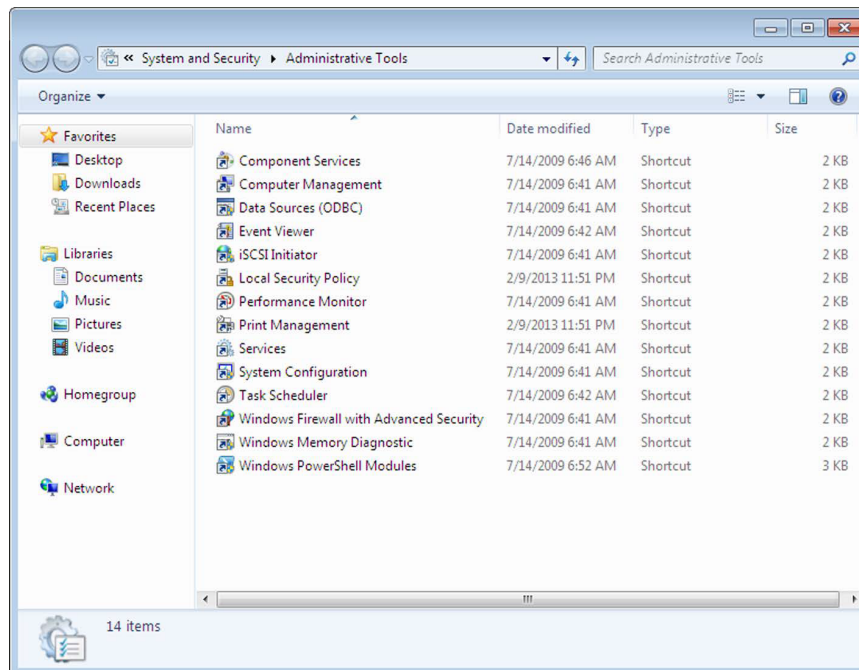 « System and Security ▸ Administrative Tools
Search Administrative Tools
Organize
Name Date modified Type Size
Favorites
Desktop
Downloads
Recent Places
Libraries
Documents
Music
Pictures
Videos
Homegroup
Computer
Network
Component Services 7/14/2009 6:46 AM Shortcut 2 KB
Computer Management 7/14/2009 6:41 AM Shortcut 2 KB
Data Sources (ODBC) 7/14/2009 6:41 AM Shortcut 2 KB
Event Viewer 7/14/2009 6:42 AM Shortcut 2 KB
iSCSI Initiator 7/14/2009 6:41 AM Shortcut 2 KB
Local Security Policy 2/9/2013 11:51 PM Shortcut 2 KB
Performance Monitor 7/14/2009 6:41 AM Shortcut 2 KB
Print Management 2/9/2013 11:51 PM Shortcut 2 KB
Services 7/14/2009 6:41 AM Shortcut 2 KB
System Configuration 7/14/2009 6:41 AM Shortcut 2 KB
Task Scheduler 7/14/2009 6:42 AM Shortcut 2 KB
Windows Firewall with Advanced Security 7/14/2009 6:41 AM Shortcut 2 KB
Windows Memory Diagnostic 7/14/2009 6:41 AM Shortcut 2 KB
Windows PowerShell Modules 7/14/2009 6:52 AM Shortcut 3 KB
14 items